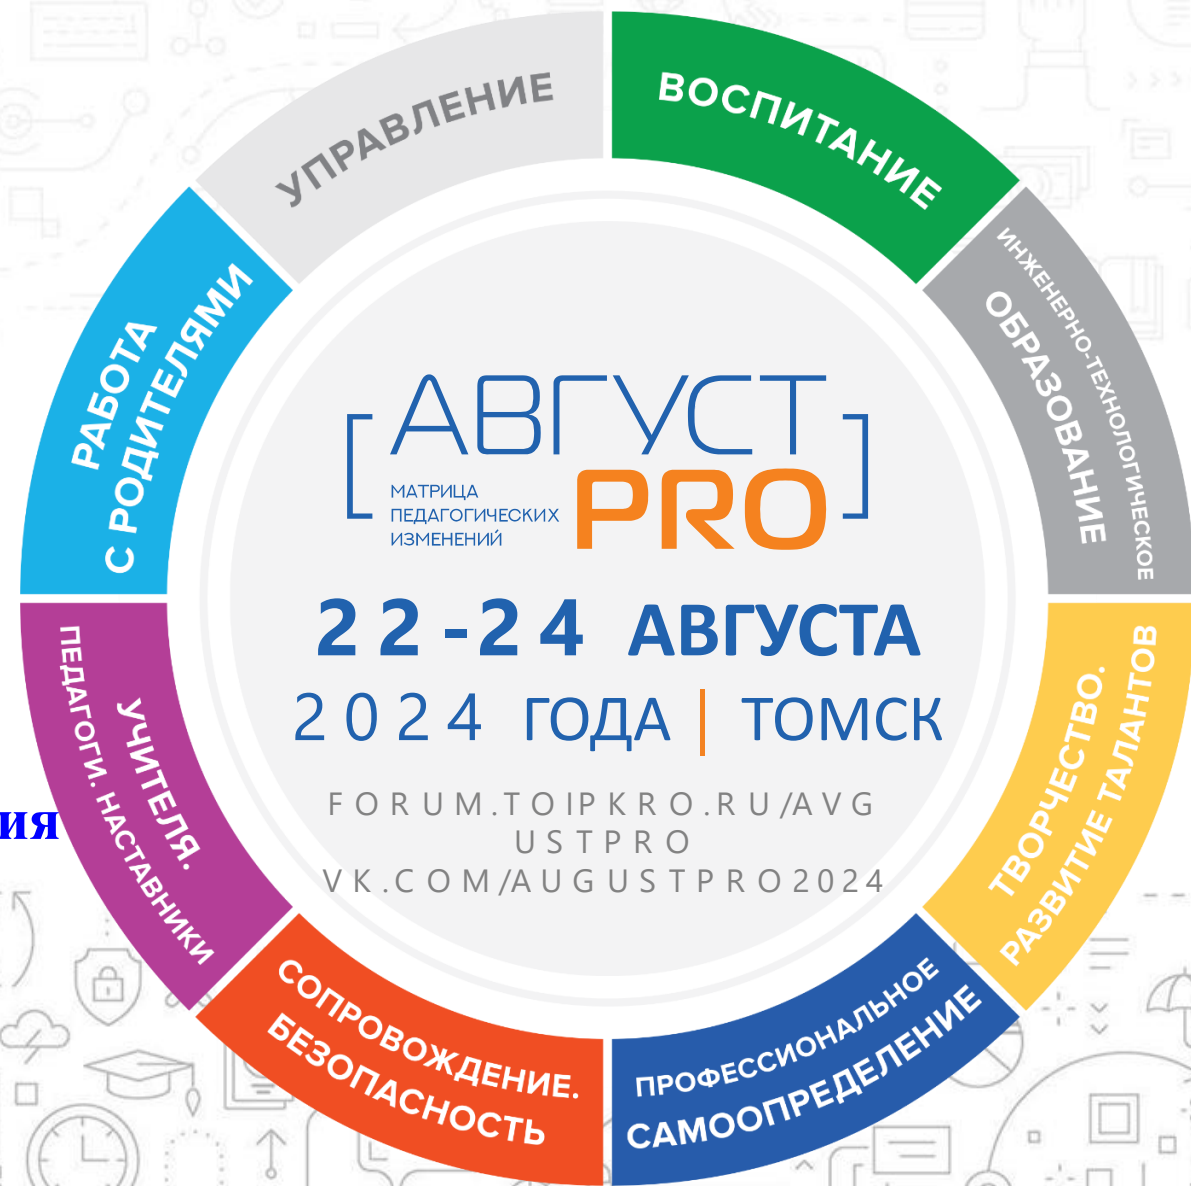 УПРАВЛЕНИЕ
ВОСПИТАНИЕ
ИНЖЕНЕРНО-ТЕХНОЛОГИЧЕСКОЕ
ОБРАЗОВАНИЕ
ТВОРЧЕСТВО.
РАЗВИТИЕ ТАЛАНТОВ
ПРОФЕССИОНАЛЬНОЕ
САМООПРЕДЕЛЕНИЕ
СОПРОВОЖДЕНИЕ.
БЕЗОПАСНОСТЬ
УЧИТЕЛЯ.
ПЕДАГОГИ. НАСТАВНИКИ
РАБОТА
С РОДИТЕЛЯМИ
[АВГУСТ
PRO]
МАТРИЦА
ПЕДАГОГИЧЕСКИХ
ИЗМЕНЕНИЙ
22-24 АВГУСТА
2024 ГОДА | ТОМСК
FORUM.TOIPKRO.RU/AVG
USTPRO
VK.COM/AUGUSTPRO2024
ия